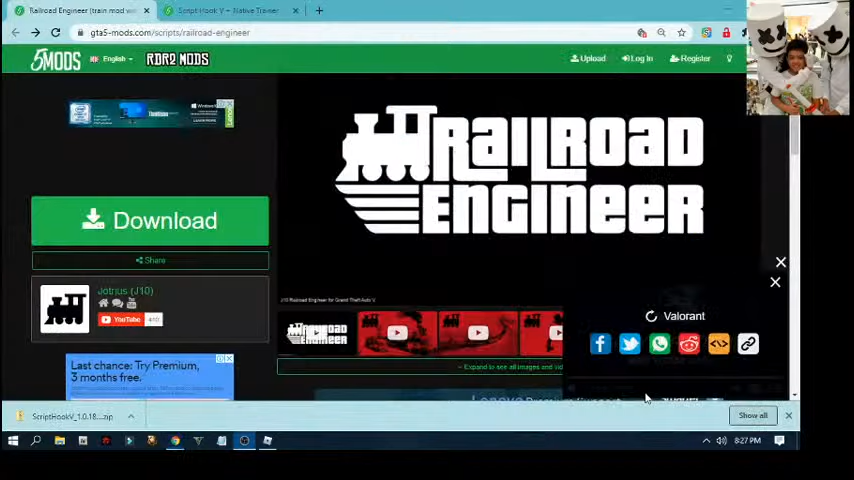 Railroad Engineer (train mod w
Script Hook V + Native Trainer
gta5-mods.com/scripts/railroad-engineer
5MODS
English
RDR2 MODS
Upload
Log In
Register
RAILROAD
ENGINEER
Download
Share
Jotrius (J10)
YouTube
J10 Railroad Engineer for Grand Theft Auto V
Valorant
Last chance: Try Premium,
3 months free.
Expand to see all images and vid
ScriptHookV_1.0.18....zip
Show all
8:27 PM